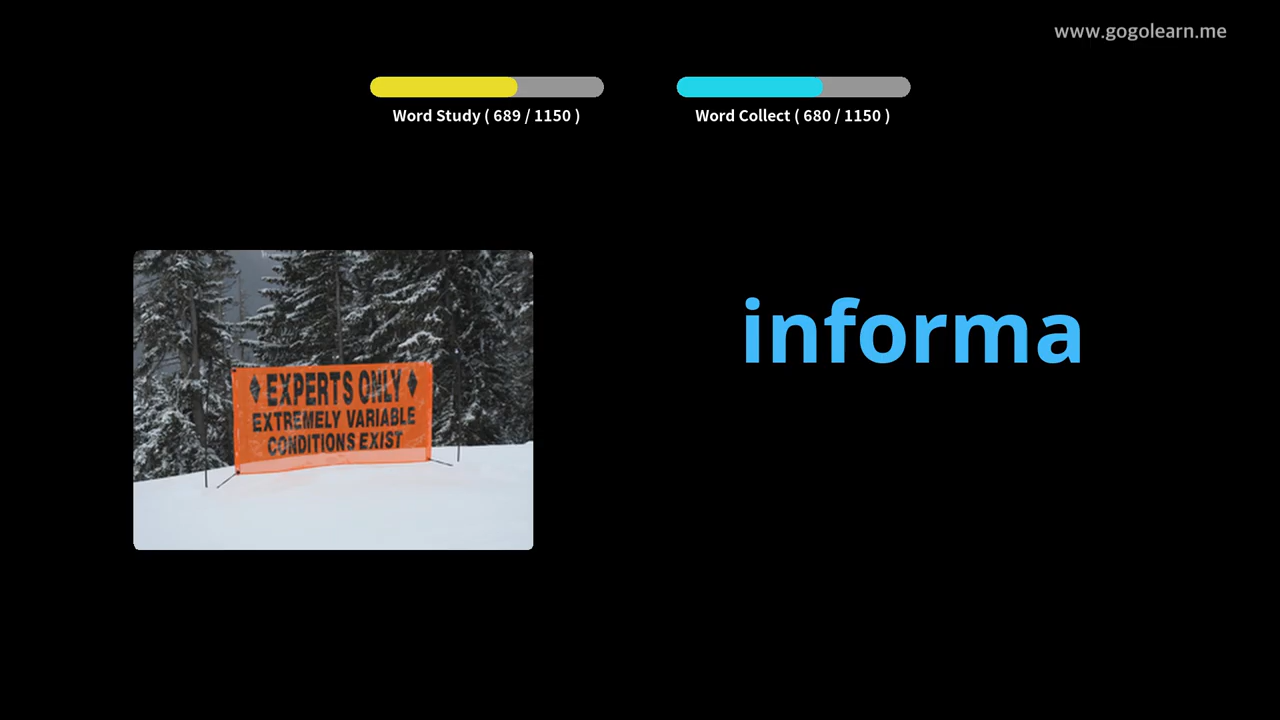 www.gogolearn.me
Word Study ( 689 / 1150 )
Word Collect ( 680 / 1150 )
EXPERTS ONLY
EXTREMELY VARIABLE
CONDITIONS EXIST
informa